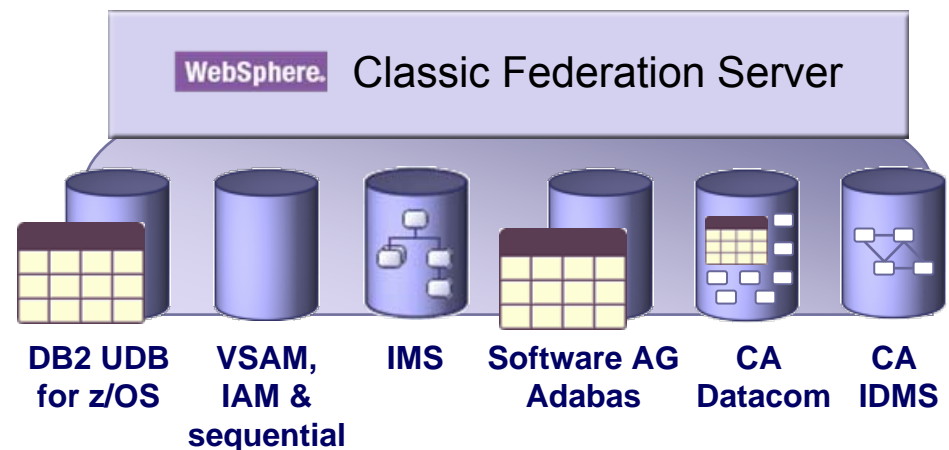 WebSphere. Classic Federation Server
DB2 UDB
for z/OS
VSAM,
IAM &
sequential
IMS
Software AG
Adabas
CA
Datacom
CA
IDMS